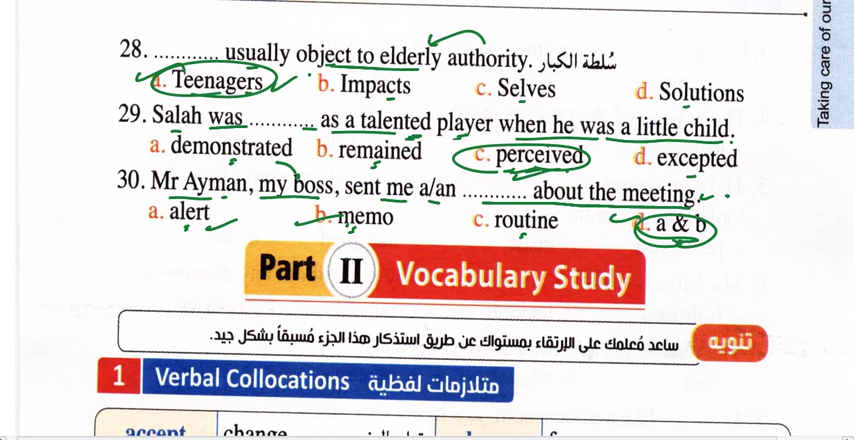 28. ............ usually object to elderly authority. سُلطة الكبار
a. Teenagers b. Impacts c. Selves d. Solutions
29. Salah was ............ as a talented player when he was a little child.
a. demonstrated b. remained c. perceived d. excepted
30. Mr Ayman, my boss, sent me a/an ............ about the meeting.
a. alert b. memo c. routine d. a & b
Part II Vocabulary Study
تنويه ساعد مُعلمك على الإرتقاء بمستواك عن طريق استذكار هذا الجزء مُسبقاً بشكل جيد.
1 Verbal Collocations متلازمات لفظية
accept change
Taking care of our